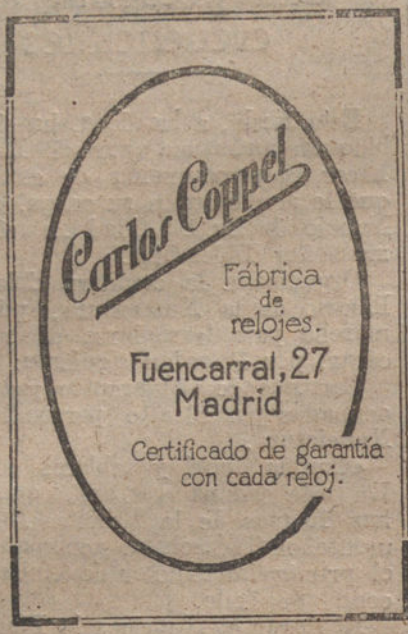 Carlos Coppel
Fábrica
de
relojes.
Fuencarral, 27
Madrid
Certificado de garantía
con cada reloj.